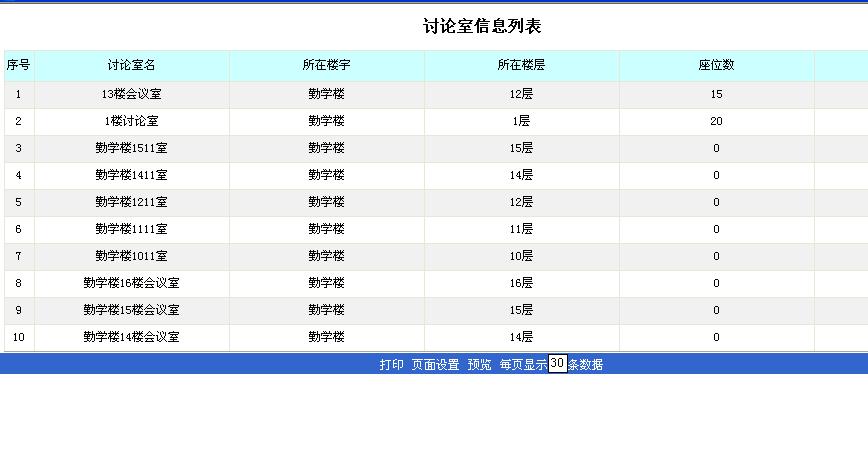 讨论室信息列表
序号 讨论室名 所在楼宇 所在楼层 座位数
1 13楼会议室 勤学楼 12层 15
2 1楼讨论室 勤学楼 1层 20
3 勤学楼1511室 勤学楼 15层 0
4 勤学楼1411室 勤学楼 14层 0
5 勤学楼1211室 勤学楼 12层 0
6 勤学楼1111室 勤学楼 11层 0
7 勤学楼1011室 勤学楼 10层 0
8 勤学楼16楼会议室 勤学楼 16层 0
9 勤学楼15楼会议室 勤学楼 15层 0
10 勤学楼14楼会议室 勤学楼 14层 0
打印 页面设置 预览 每页显示30条数据